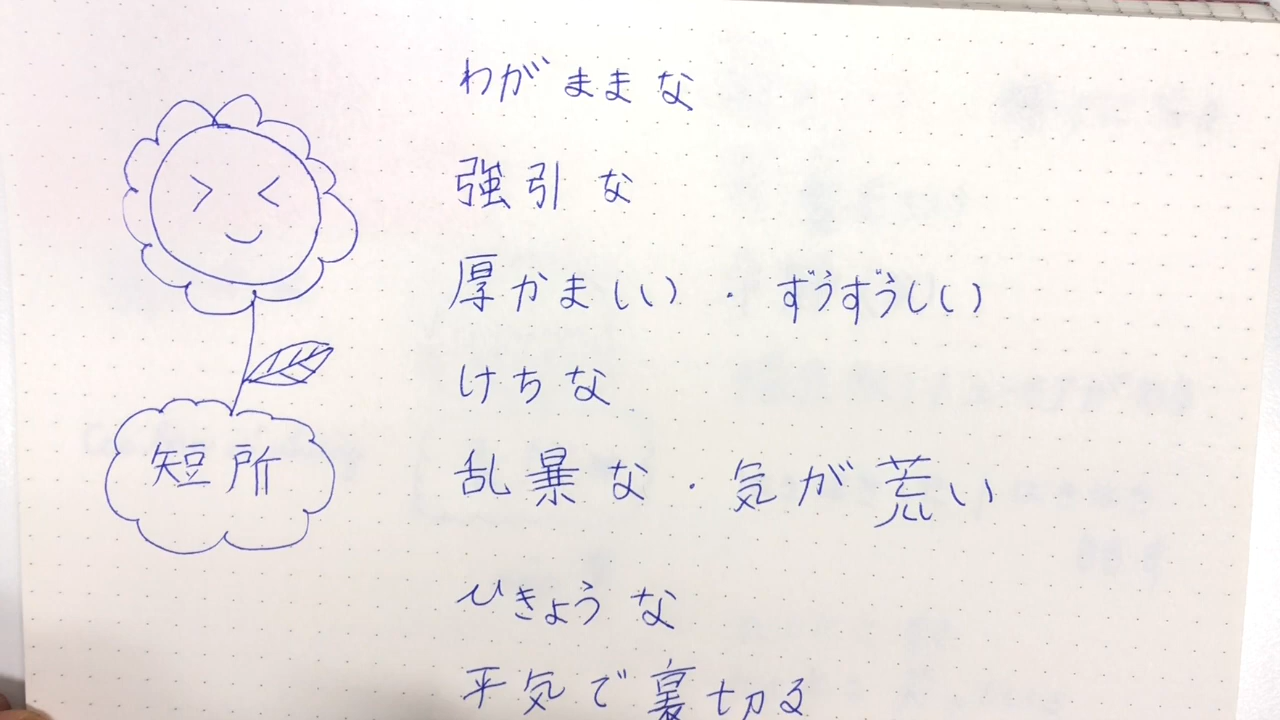 わがままな
強引な
厚かましい・ずうずうしい
けちな
短所
乱暴な・気が荒い
ひきょうな
平気で裏切る